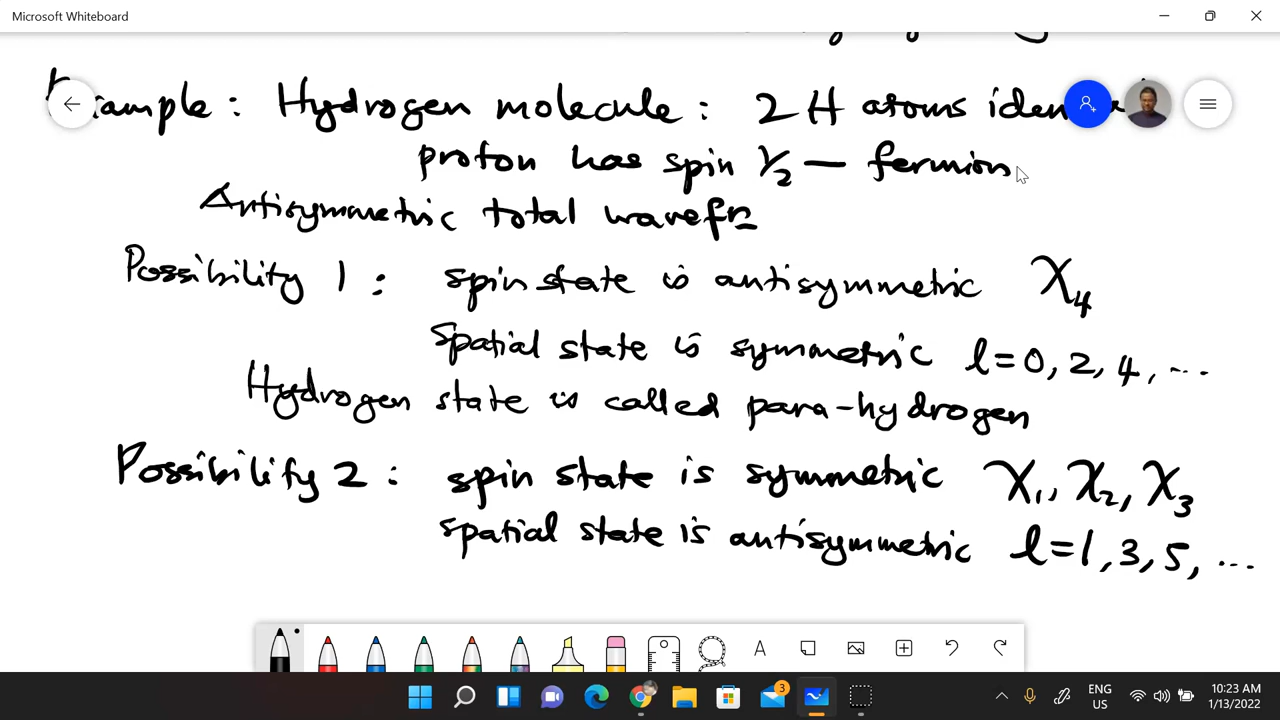 Microsoft Whiteboard
Example : Hydrogen molecule : 2 H atoms
proton has spin 1/2 — fermion
Antisymmetric total wavefn
Possibility 1 : spin state is antisymmetric χ₄
spatial state is symmetric l=0, 2, 4, ...
Hydrogen state is called para-hydrogen
Possibility 2 : spin state is symmetric χ₁, χ₂, χ₃
spatial state is antisymmetric l=1, 3, 5, ...
A
3
ENG
US
10:23 AM
1/13/2022